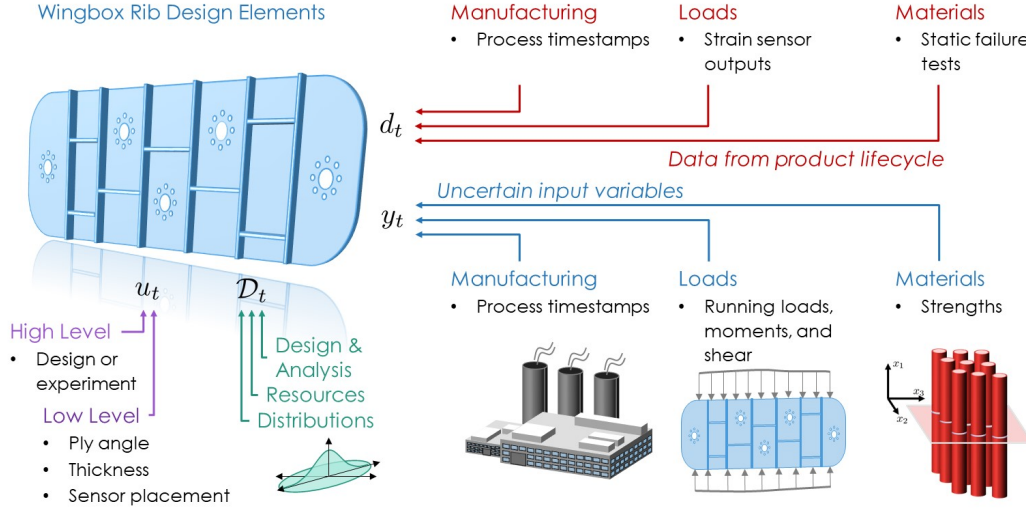 Wingbox Rib Design Elements
Manufacturing
• Process timestamps
Loads
• Strain sensor
outputs
Materials
• Static failure
tests
d_t
Data from product lifecycle
Uncertain input variables
y_t
Manufacturing
• Process timestamps
Loads
• Running loads,
moments, and
shear
Materials
• Strengths
u_t
𝒟_t
High Level
• Design or
experiment
Low Level
• Ply angle
• Thickness
• Sensor placement
Design &
Analysis
Resources
Distributions
x_1
x_3
x_2